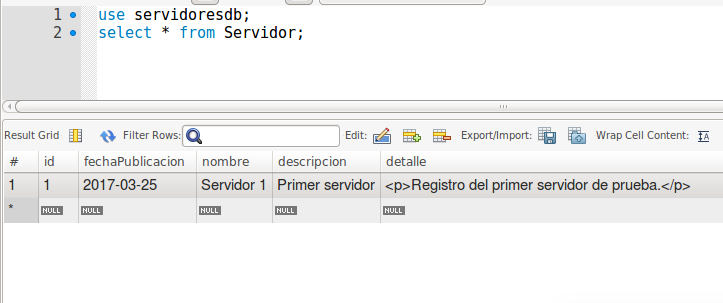 1 use servidoresdb;
2 select * from Servidor;
Result Grid Filter Rows: Edit: Export/Import: Wrap Cell Content:
# id fechaPublicacion nombre descripcion detalle
1 1 2017-03-25 Servidor 1 Primer servidor <p>Registro del primer servidor de prueba.</p>
* NULL NULL NULL NULL NULL